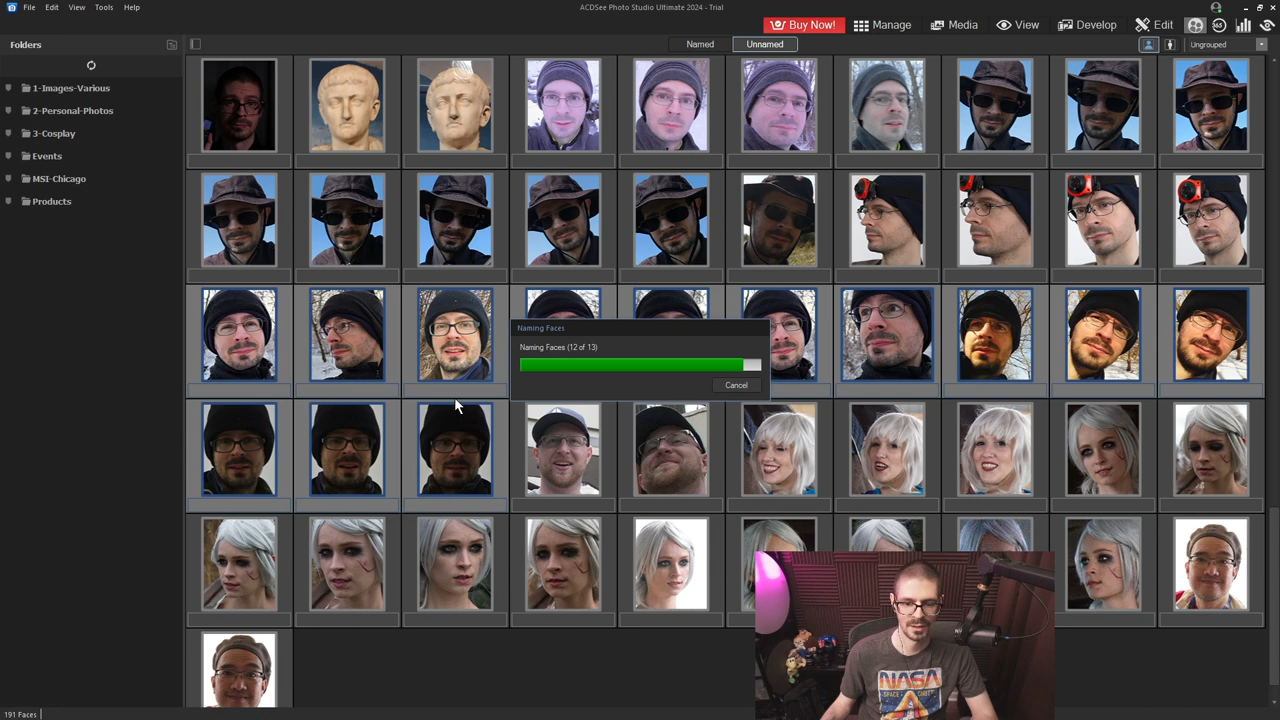 File Edit View Tools Help
ACDSee Photo Studio Ultimate 2024 - Trial
Buy Now! Manage Media View Develop Edit 365
Folders
Named Unnamed Ungrouped
1-Images-Various
2-Personal-Photos
3-Cosplay
Events
MSI-Chicago
Products
Naming Faces
Naming Faces (12 of 13)
Cancel
NASA
191 Faces